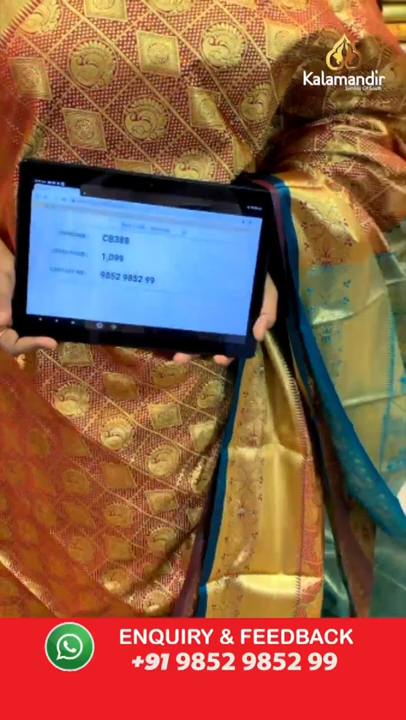 Kalamandir
CB388
1,099
9852 9852 99
ENQUIRY & FEEDBACK
+91 9852 9852 99